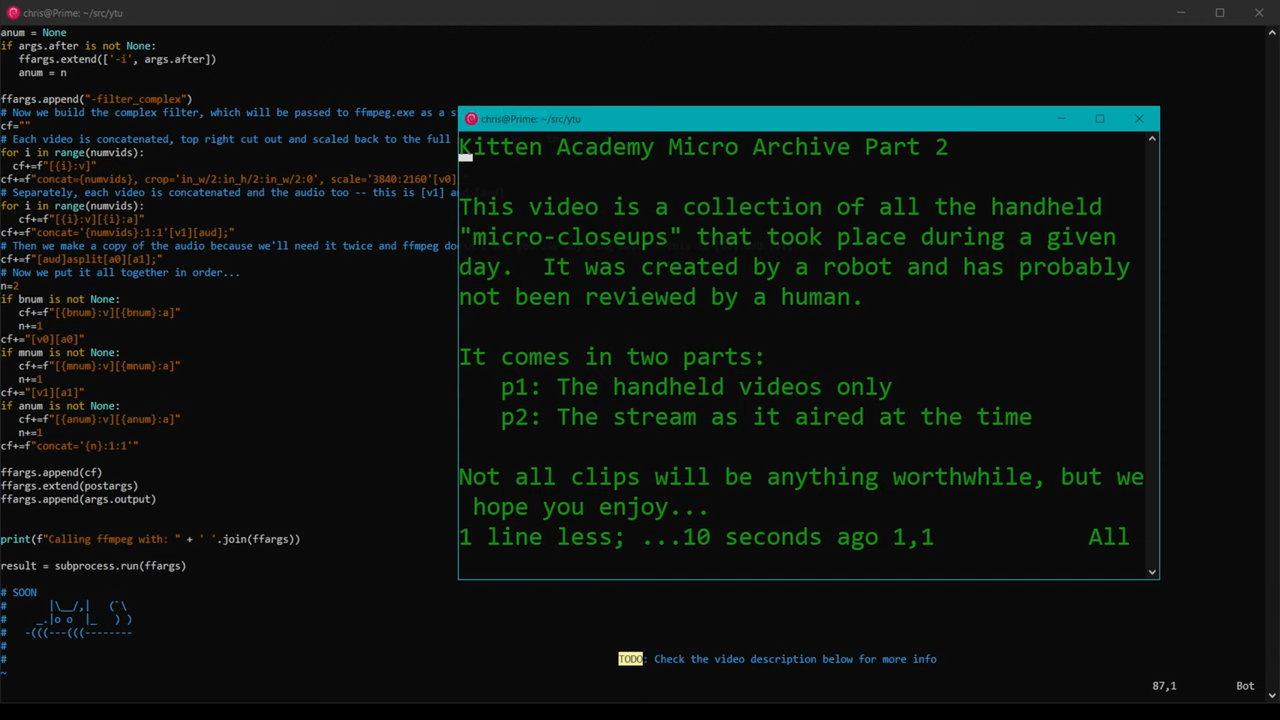 chris@Prime: ~/src/ytu
anum = None
if args.after is not None:
   ffargs.extend(['-i', args.after])
   anum = n
ffargs.append("-filter_complex")
# Now we build the complex filter, which will be passed to ffmpeg.exe as a s
cf=""
# Each video is concatenated, top right cut out and scaled back to the full
for i in range(numvids):
  cf+=f"[{i}:v]"
cf+=f"concat={numvids}, crop='in_w/2:in_h/2:in_w/2:0', scale='3840:2160'[v0]
# Separately, each video is concatenated and the audio too -- this is [v1] a
for i in range(numvids):
   cf+=f"[{i}:v][{i}:a]"
cf+=f"concat='{numvids}:1:1'[v1][aud];"
# Then we make a copy of the audio because we'll need it twice and ffmpeg do
cf+=f"[aud]asplit[a0][a1];"
# Now we put it all together in order...
n=2
if bnum is not None:
   cf+=f"[{bnum}:v][{bnum}:a]"
   n+=1
cf+="[v0][a0]"
if mnum is not None:
   cf+=f"[{mnum}:v][{mnum}:a]"
   n+=1
cf+="[v1][a1]"
if anum is not None:
   cf+=f"[{anum}:v][{anum}:a]"
   n+=1
cf+=f"concat='{n}:1:1'"
ffargs.append(cf)
ffargs.extend(postargs)
ffargs.append(args.output)
print(f"Calling ffmpeg with: " + ' '.join(ffargs))
result = subprocess.run(ffargs)
# SOON
#      |\__/,|   (`\
#    _.|o o  |_   ) )
#  -(((---(((--------
#
#
~
chris@Prime: ~/src/ytu
Kitten Academy Micro Archive Part 2
This video is a collection of all the handheld
"micro-closeups" that took place during a given
day.  It was created by a robot and has probably
not been reviewed by a human.
It comes in two parts:
   p1: The handheld videos only
   p2: The stream as it aired at the time
Not all clips will be anything worthwhile, but we
 hope you enjoy...
1 line less; ...10 seconds ago 1,1           All
TODO: Check the video description below for more info
87,1          Bot